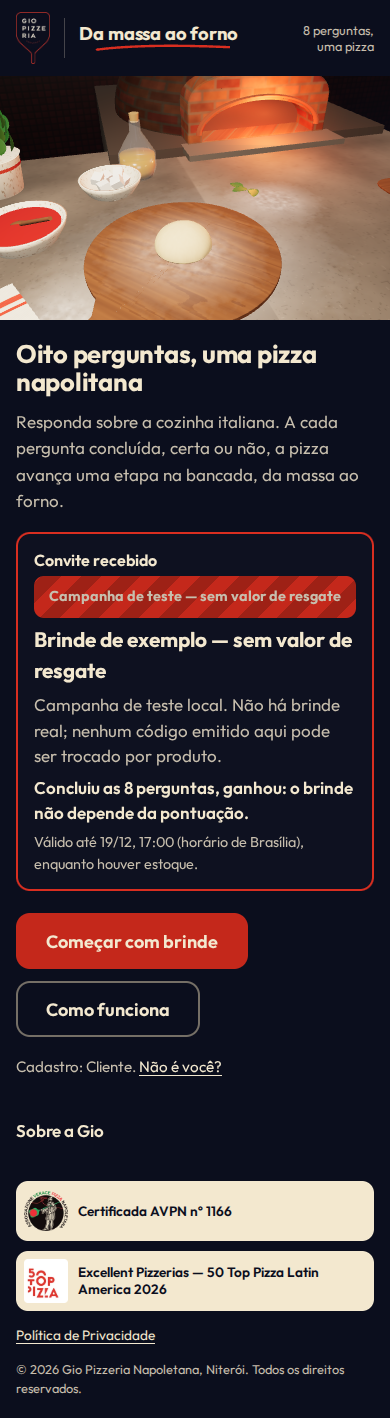 GIO
PIZZE
RIA
Da massa ao forno
8 perguntas,
uma pizza
Oito perguntas, uma pizza
napolitana
Responda sobre a cozinha italiana. A cada
pergunta concluída, certa ou não, a pizza
avança uma etapa na bancada, da massa ao
forno.
Convite recebido
Campanha de teste — sem valor de resgate
Brinde de exemplo — sem valor de
resgate
Campanha de teste local. Não há brinde
real; nenhum código emitido aqui pode
ser trocado por produto.
Concluiu as 8 perguntas, ganhou: o brinde
não depende da pontuação.
Válido até 19/12, 17:00 (horário de Brasília),
enquanto houver estoque.
Começar com brinde
Como funciona
Cadastro: Cliente. Não é você?
Sobre a Gio
Certificada AVPN nº 1166
50
TOP
PIZZA
Excellent Pizzerias — 50 Top Pizza Latin
America 2026
Política de Privacidade
© 2026 Gio Pizzeria Napoletana, Niterói. Todos os direitos
reservados.